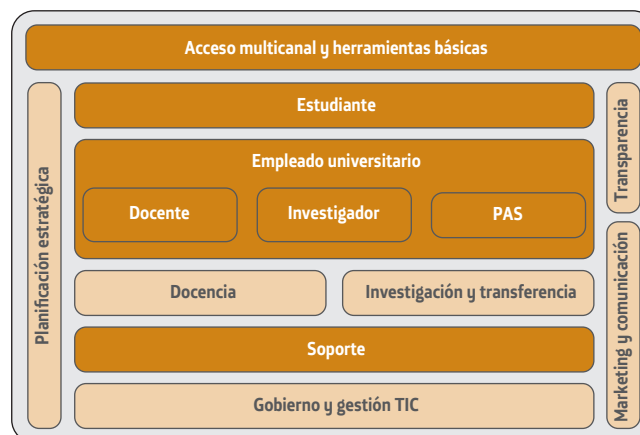 Acceso multicanal y herramientas básicas
Planificación estratégica
Estudiante
Empleado universitario
Docente
Investigador
PAS
Docencia
Investigación y transferencia
Soporte
Gobierno y gestión TIC
Transparencia
Marketing y comunicación